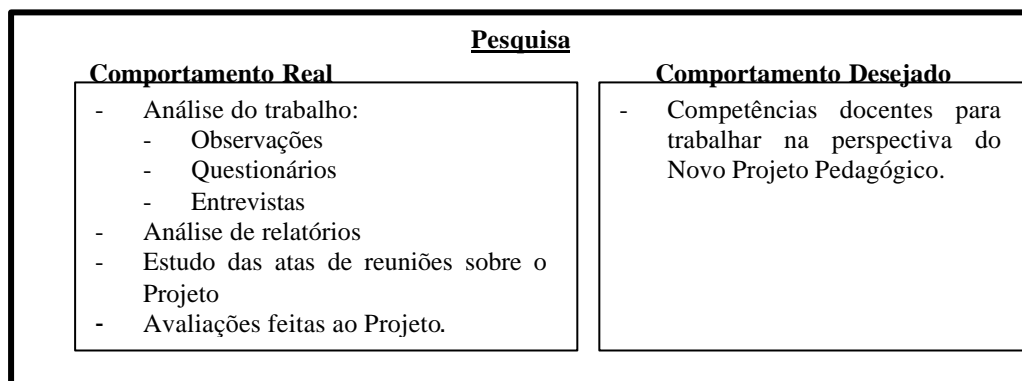 Pesquisa
Comportamento Real
- Análise do trabalho:
- Observações
- Questionários
- Entrevistas
- Análise de relatórios
- Estudo das atas de reuniões sobre o
Projeto
- Avaliações feitas ao Projeto.
Comportamento Desejado
- Competências docentes para
trabalhar na perspectiva do
Novo Projeto Pedagógico.